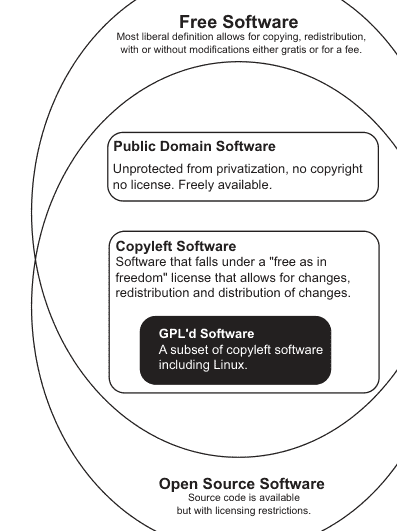 Free Software
Most liberal definition allows for copying, redistribution,
with or without modifications either gratis or for a fee.
Public Domain Software
Unprotected from privatization, no copyright
no license. Freely available.
Copyleft Software
Software that falls under a "free as in
freedom" license that allows for changes,
redistribution and distribution of changes.
GPL'd Software
A subset of copyleft software
including Linux.
Open Source Software
Source code is available
but with licensing restrictions.